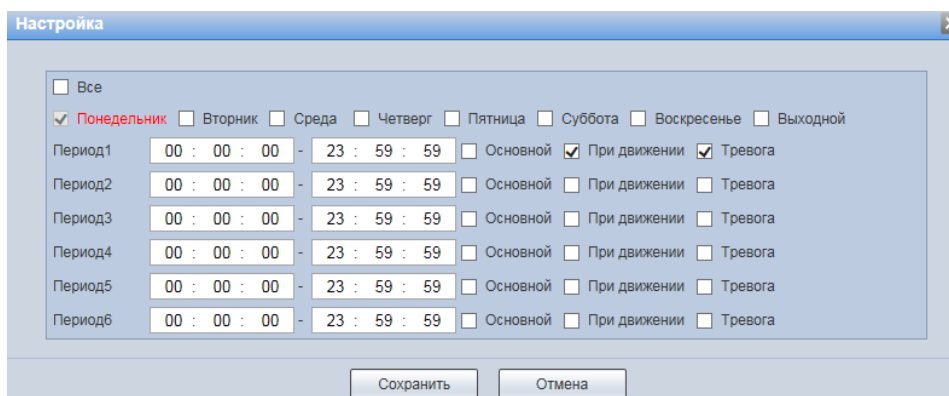 Настройка
Все
Понедельник Вторник Среда Четверг Пятница Суббота Воскресенье Выходной
Период1 00 : 00 : 00 - 23 : 59 : 59 Основной При движении Тревога
Период2 00 : 00 : 00 - 23 : 59 : 59 Основной При движении Тревога
Период3 00 : 00 : 00 - 23 : 59 : 59 Основной При движении Тревога
Период4 00 : 00 : 00 - 23 : 59 : 59 Основной При движении Тревога
Период5 00 : 00 : 00 - 23 : 59 : 59 Основной При движении Тревога
Период6 00 : 00 : 00 - 23 : 59 : 59 Основной При движении Тревога
Сохранить Отмена